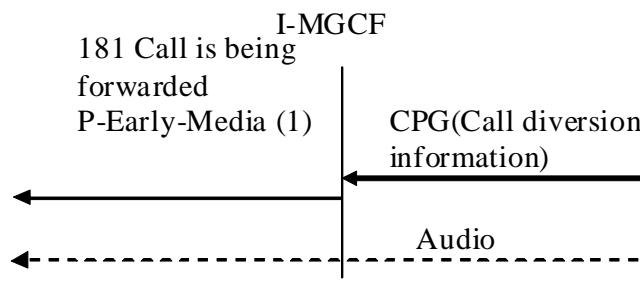 I-MGCF
181 Call is being
forwarded
P-Early-Media (1)
CPG(Call diversion
information)
Audio